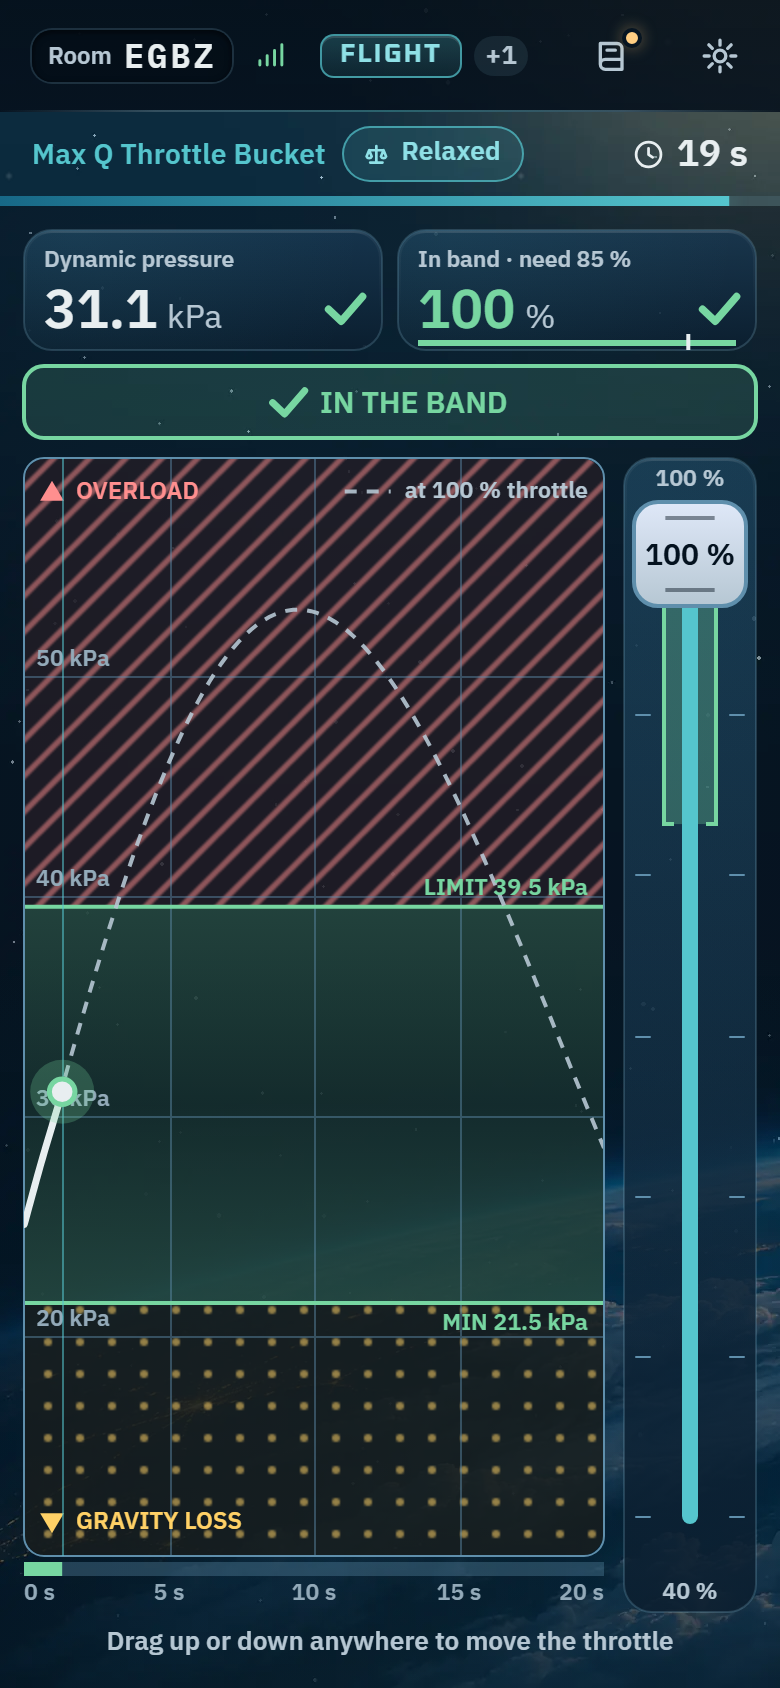 Room EGBZ FLIGHT +1
Max Q Throttle Bucket Relaxed 19 s
Dynamic pressure
31.1 kPa
In band · need 85 %
100 %
IN THE BAND
OVERLOAD
at 100 % throttle
50 kPa
40 kPa
LIMIT 39.5 kPa
kPa
20 kPa
MIN 21.5 kPa
GRAVITY LOSS
0 s 5 s 10 s 15 s 20 s
100 %
100 %
40 %
Drag up or down anywhere to move the throttle